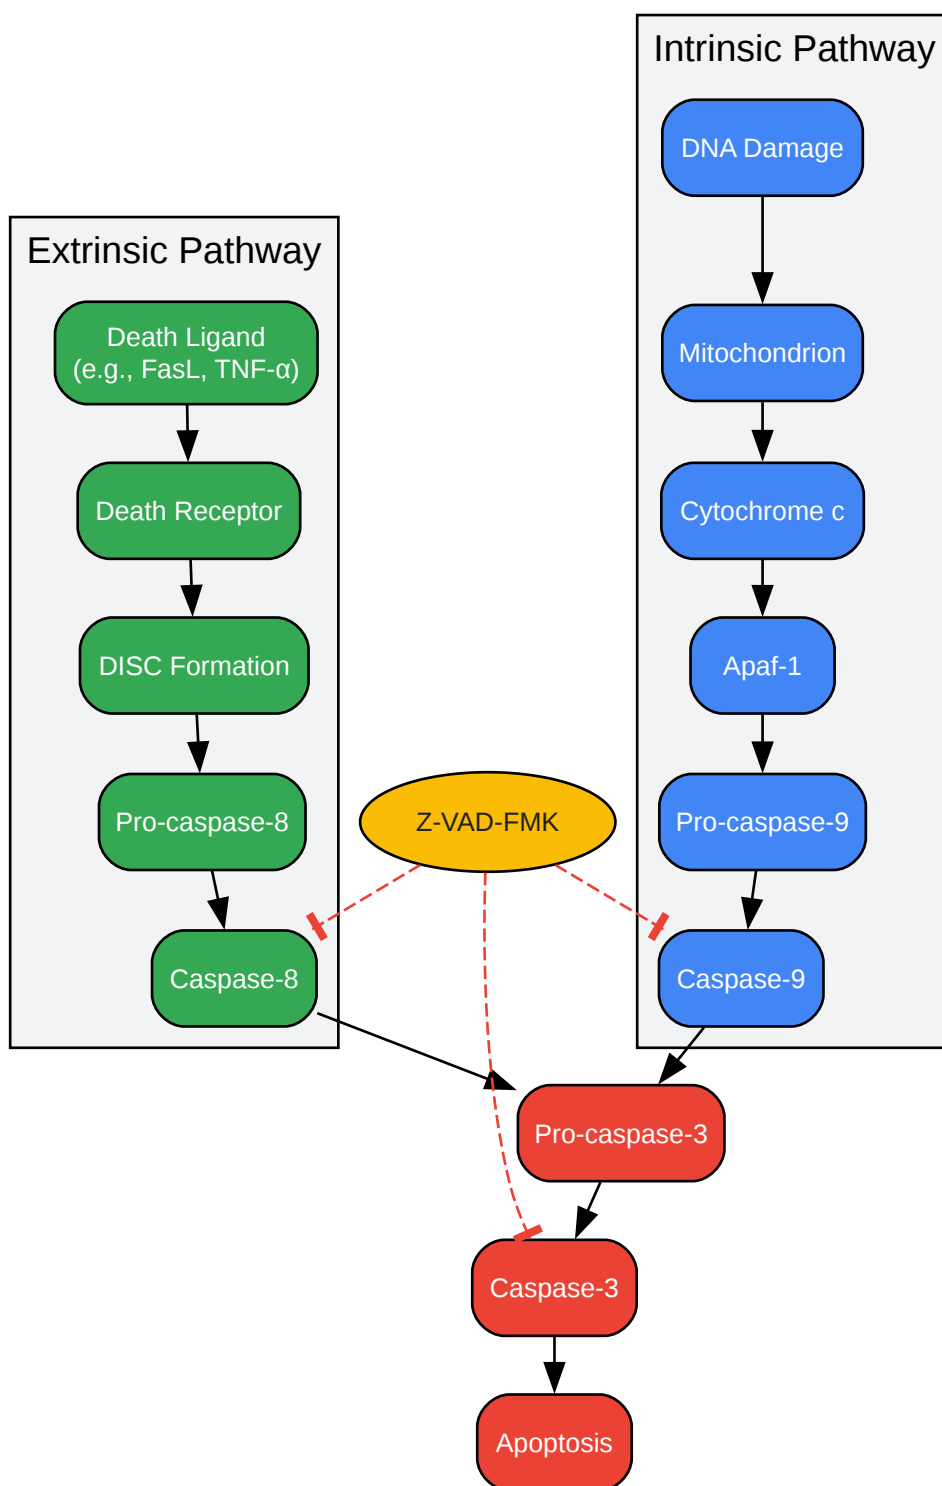 Intrinsic Pathway
DNA Damage
Mitochondrion
Cytochrome c
Apaf-1
Pro-caspase-9
Caspase-9
Extrinsic Pathway
Death Ligand
(e.g., FasL, TNF-α)
Death Receptor
DISC Formation
Pro-caspase-8
Caspase-8
Z-VAD-FMK
Pro-caspase-3
Caspase-3
Apoptosis